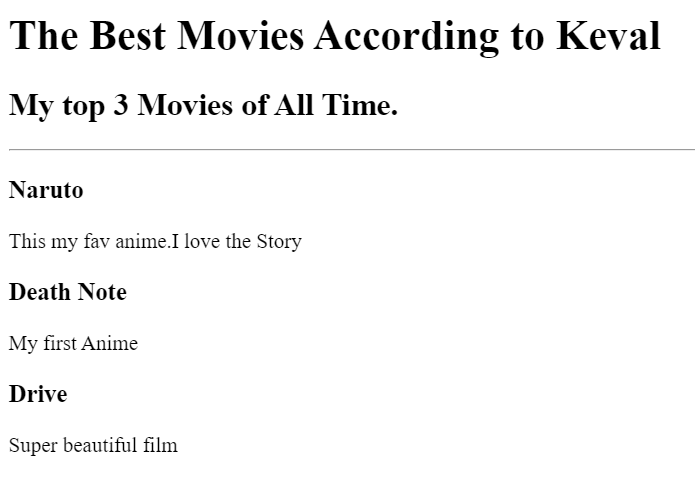 The Best Movies According to Keval
My top 3 Movies of All Time.
Naruto
This my fav anime.I love the Story
Death Note
My first Anime
Drive
Super beautiful film